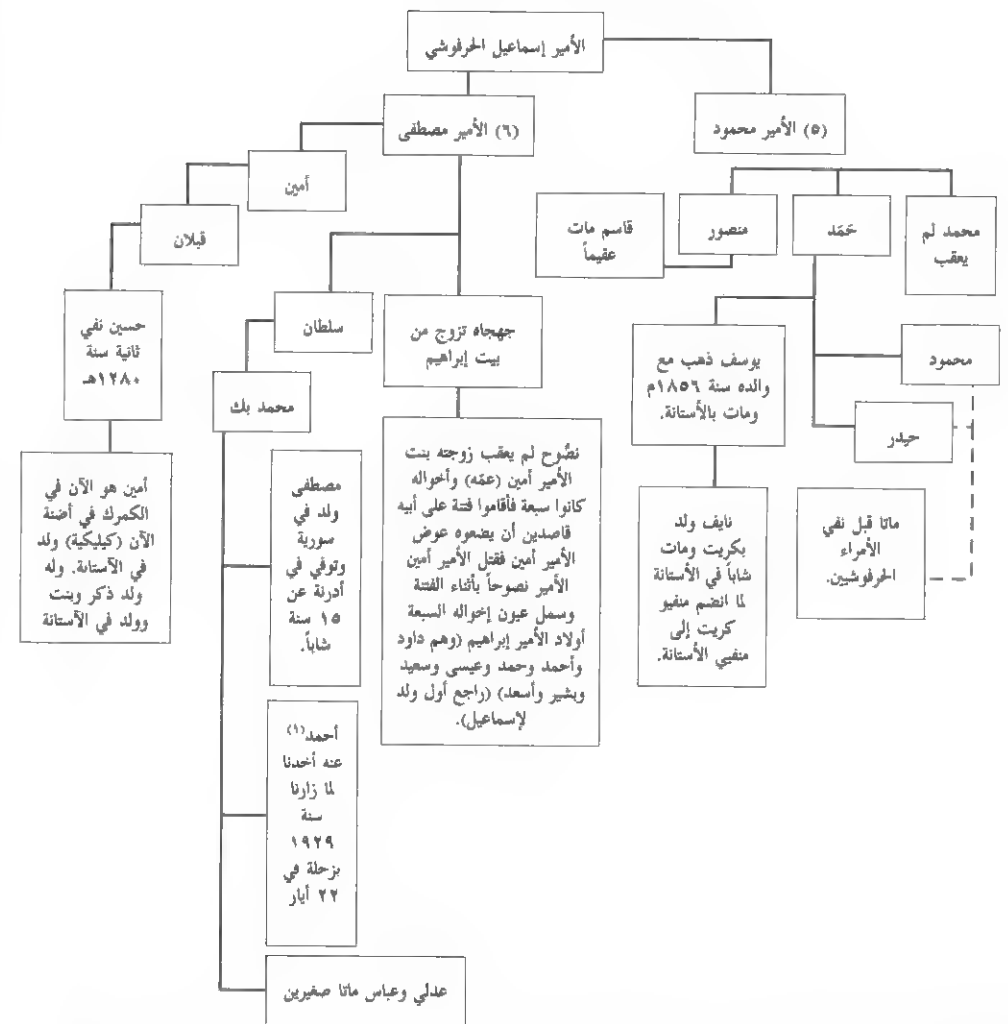 الأمير إسماعيل الحرفوشي
(٥) الأمير محمود
(٦) الأمير مصطفى
محمد لم
يعقب
حَمَد
منصور
قاسم مات
عقيماً
أمين
قبلان
محمود
يوسف ذهب مع
والده سنة ١٨٥٦م
ومات بالأستانة.
جهجاه تزوج من
بيت إبراهيم
سلطان
حسين نفي
ثانية سنة
١٢٨٠هـ
حيدر
محمد بك
ماتا قبل نفي
الأمراء
الحرفوشيين.
نايف ولد
بكريت ومات
شاباً في الأستانة
لما انضم منفيو
كريت إلى
منفيي الأستانة.
نصُّوح لم يعقب زوجته بنت
الأمير أمين (عمّه) وأخواله
كانوا سبعة فأقاموا فتنة على أبيه
قاصدين أن يضعوه عوض
الأمير أمين فقتل الأمير أمين
الأمير نصوحاً بأثناء الفتنة
وسمل عيون إخواله السبعة
أولاد الأمير إبراهيم (وهم داود
وأحمد وحمد وعيسى وسعيد
وبشير وأسعد) (راجع أول ولد
لإسماعيل).
مصطفى
ولد في
سورية
وتوفي في
أدرنة عن
١٥ سنة
شاباً.
أمين هو الآن في
الكمرك في أضنة
الآن (كيليكية) ولد
في الآستانة. وله
ولد ذكر وبنت
وولد في الآستانة
أحمد(١)
عنه أخدنا
لما زارنا
سنة
١٩٢٩
بزحلة في
٢٢ أيار
عدلي وعباس ماتا صغيرين